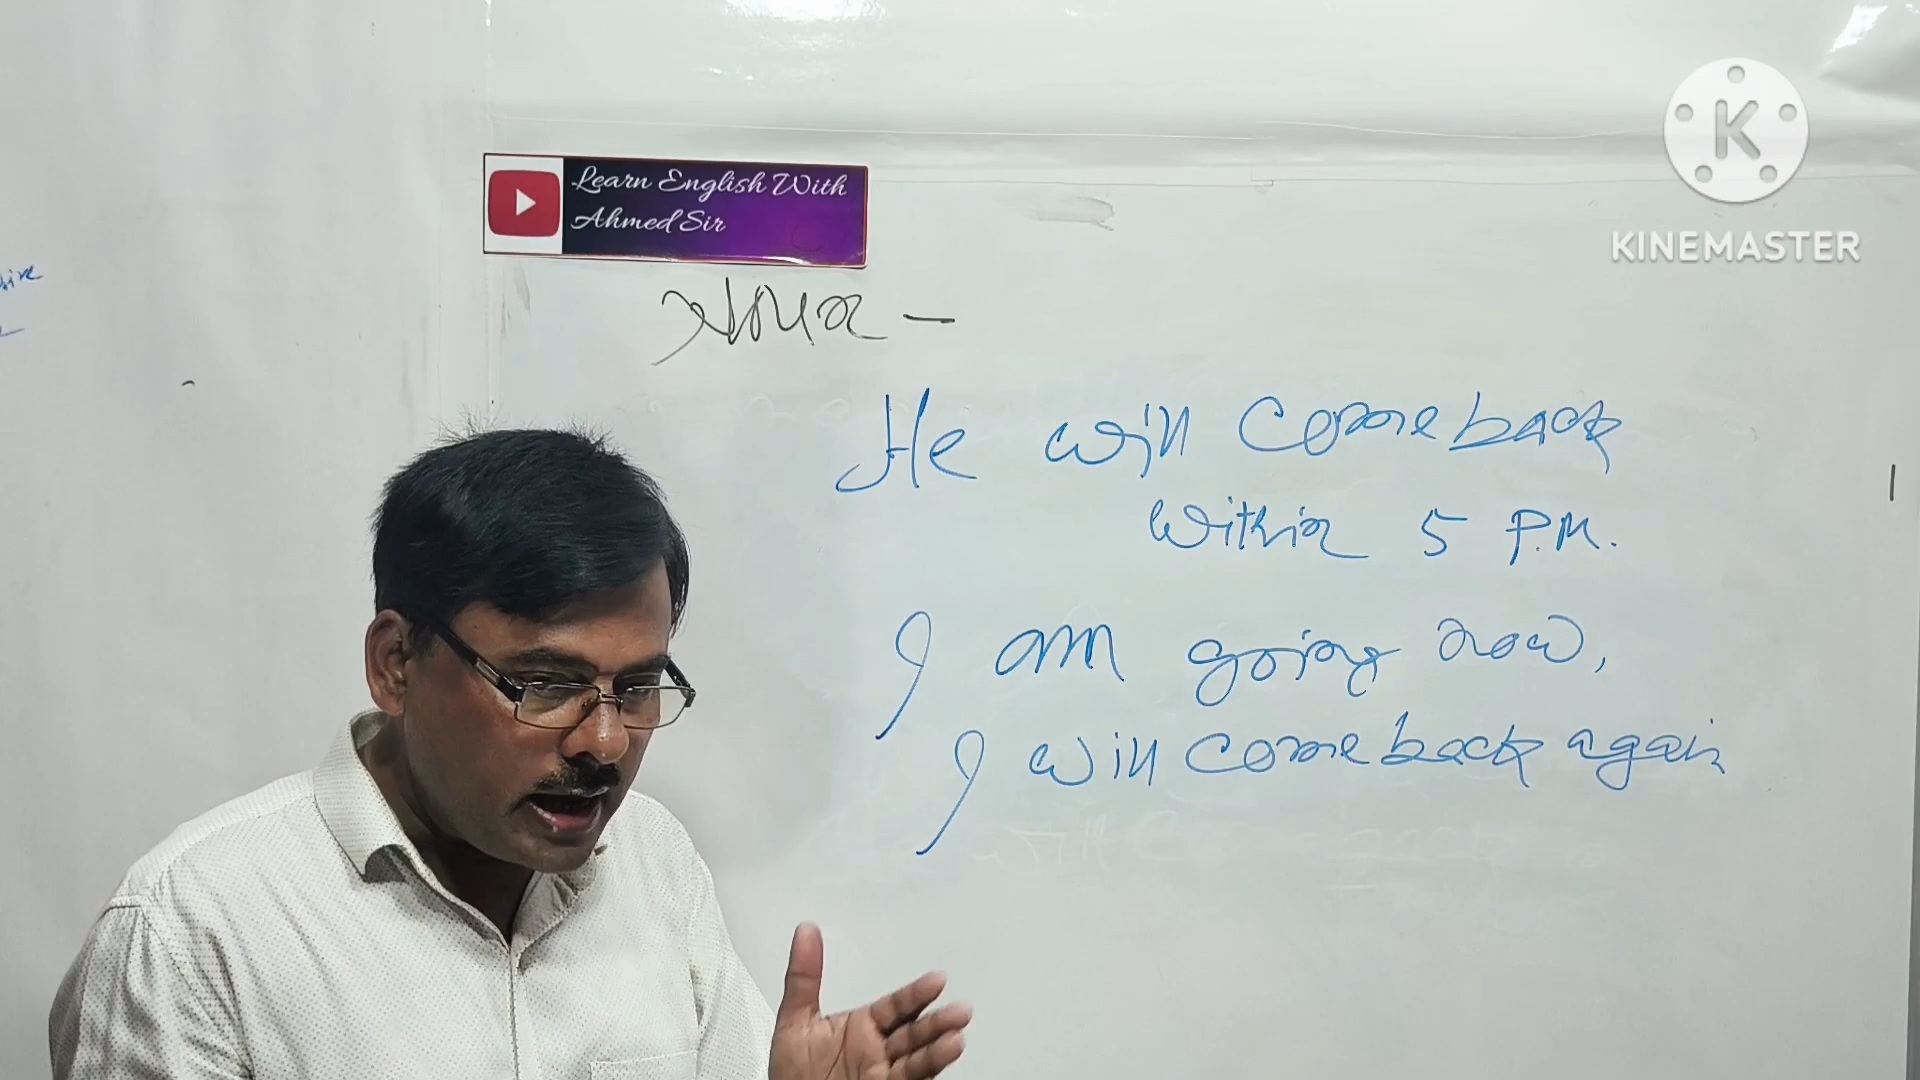 Learn English With
Ahmed Sir
KINEMASTER
He will come back
within 5 P.M.
I am going now,
I will come back again